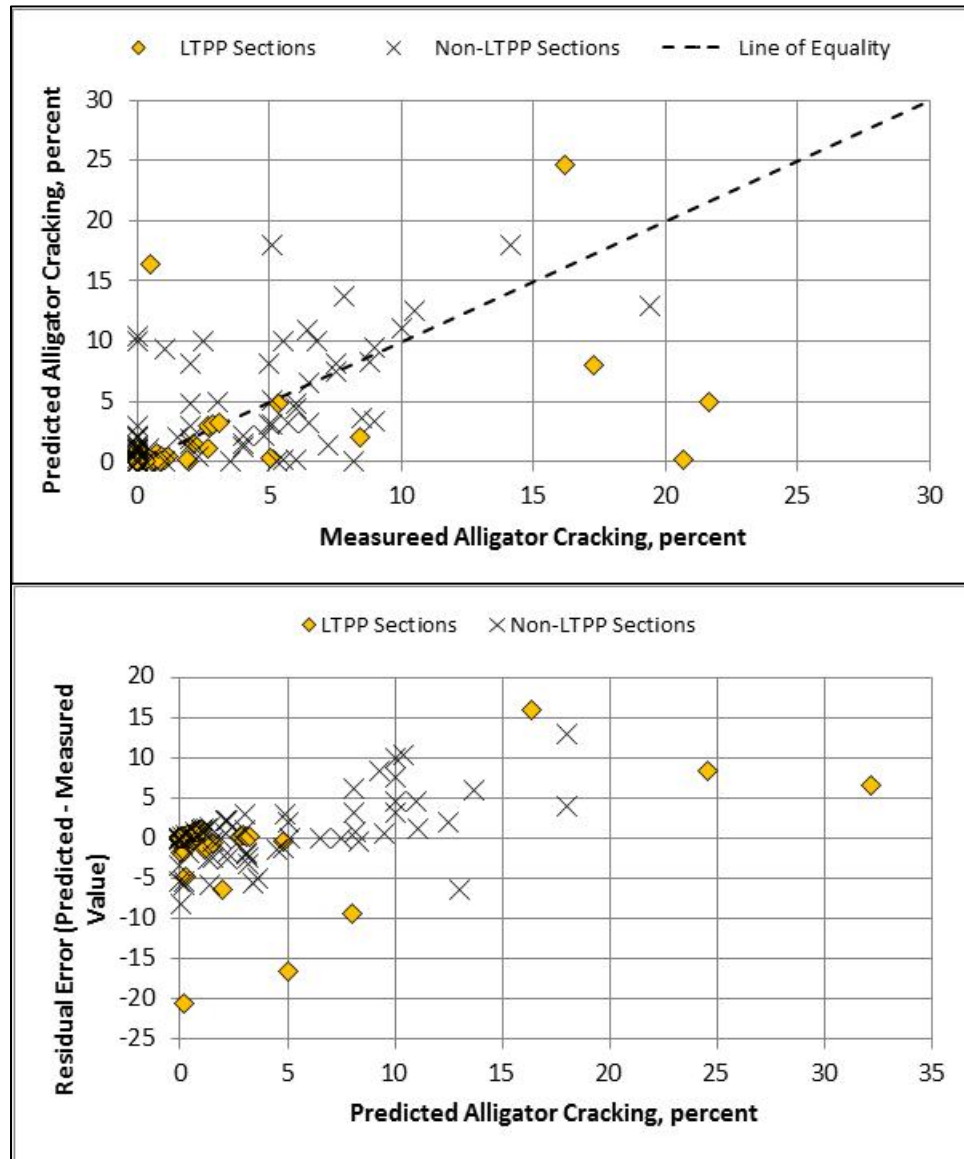 LTPP Sections Non-LTPP Sections Line of Equality
Predicted Alligator Cracking, percent
30
25
20
15
10
5
0
0 5 10 15 20 25 30
Measureed Alligator Cracking, percent
LTPP Sections Non-LTPP Sections
Residual Error (Predicted - Measured
Value)
20
15
10
5
0
-5
-10
-15
-20
-25
0 5 10 15 20 25 30 35
Predicted Alligator Cracking, percent